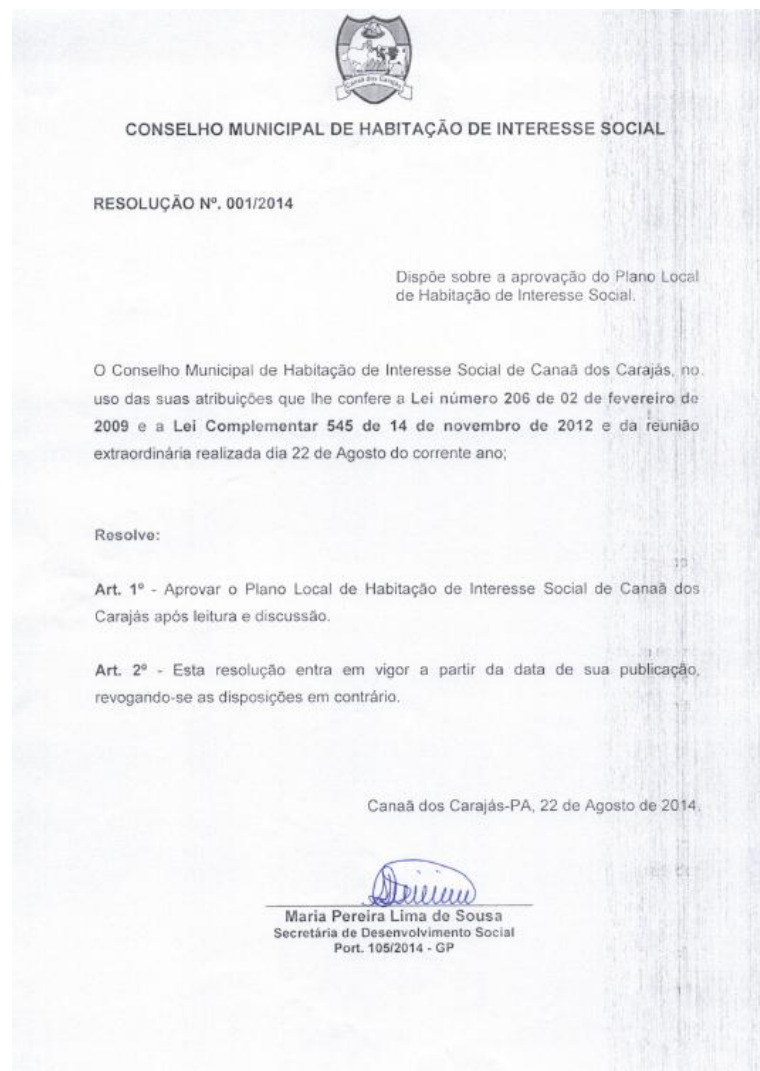 Canaã dos Carajás
CONSELHO MUNICIPAL DE HABITAÇÃO DE INTERESSE SOCIAL
RESOLUÇÃO Nº. 001/2014
Dispõe sobre a aprovação do Plano Local
de Habitação de Interesse Social.
O Conselho Municipal de Habitação de Interesse Social de Canaã dos Carajás, no
uso das suas atribuições que lhe confere a Lei número 206 de 02 de fevereiro de
2009 e a Lei Complementar 545 de 14 de novembro de 2012 e da reunião
extraordinária realizada dia 22 de Agosto do corrente ano;
Resolve:
Art. 1º - Aprovar o Plano Local de Habitação de Interesse Social de Canaã dos
Carajás após leitura e discussão.
Art. 2º - Esta resolução entra em vigor a partir da data de sua publicação,
revogando-se as disposições em contrário.
Canaã dos Carajás-PA, 22 de Agosto de 2014.
Maria Pereira Lima de Sousa
Secretária de Desenvolvimento Social
Port. 105/2014 - GP